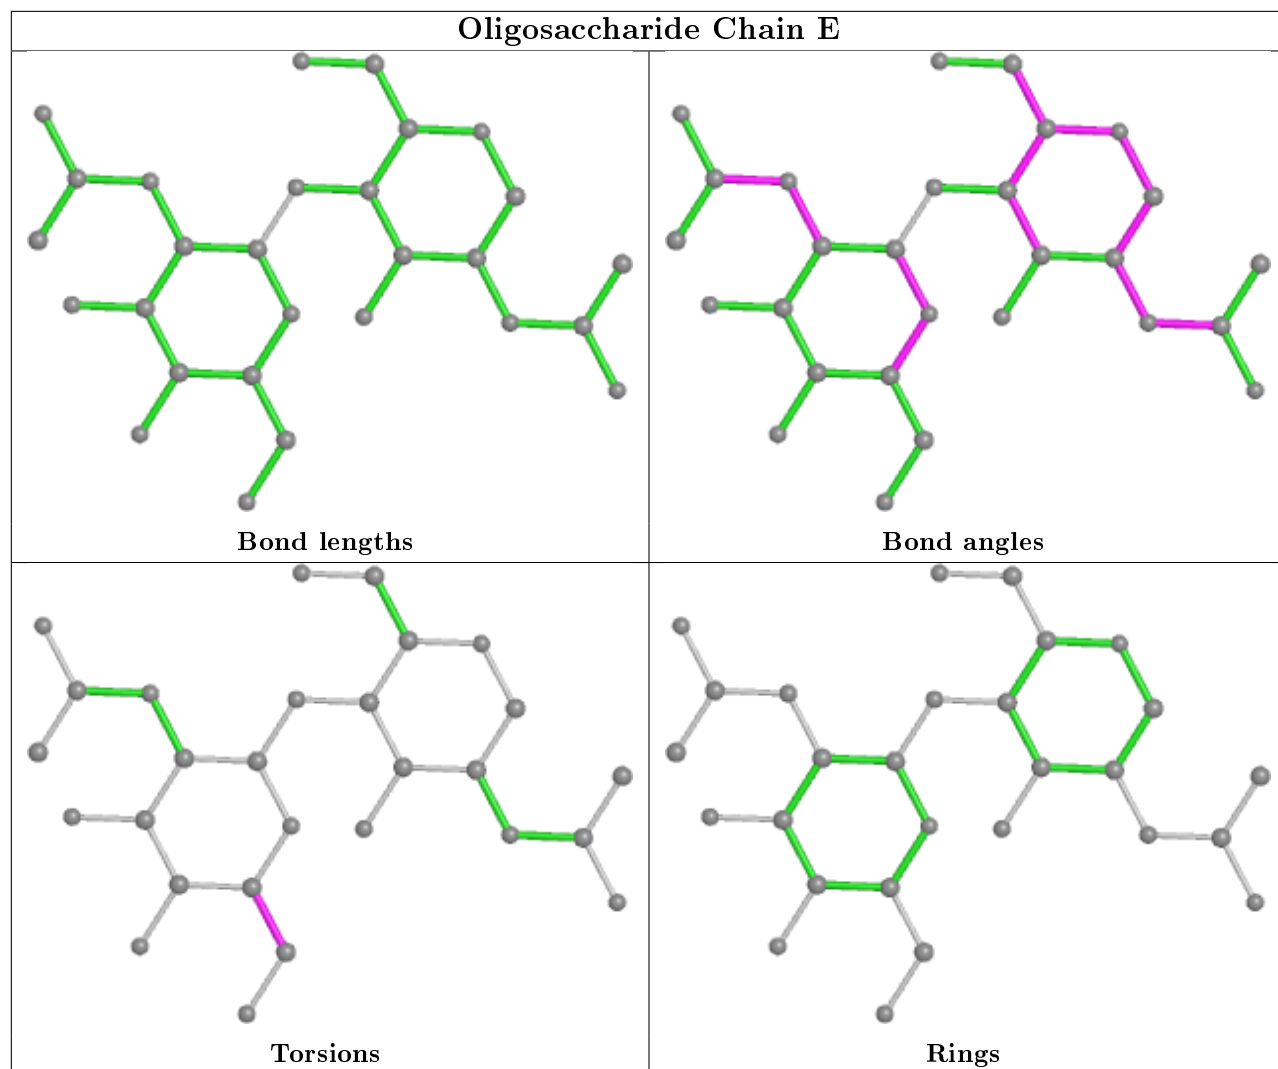 Oligosaccharide Chain E
Bond lengths
Bond angles
Torsions
Rings